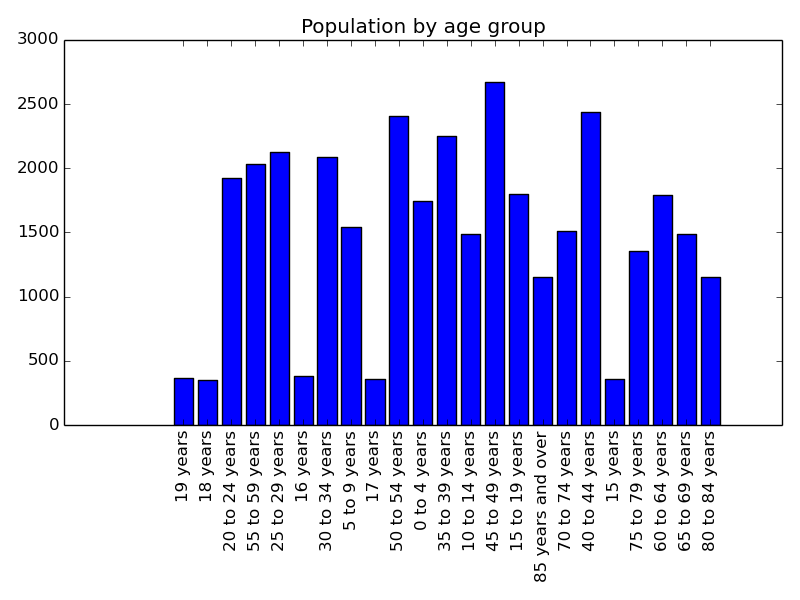 Population by age group
3000
2500
2000
1500
1000
500
0
19 years
18 years
20 to 24 years
55 to 59 years
25 to 29 years
16 years
30 to 34 years
5 to 9 years
17 years
50 to 54 years
0 to 4 years
35 to 39 years
10 to 14 years
45 to 49 years
15 to 19 years
85 years and over
70 to 74 years
40 to 44 years
15 years
75 to 79 years
60 to 64 years
65 to 69 years
80 to 84 years